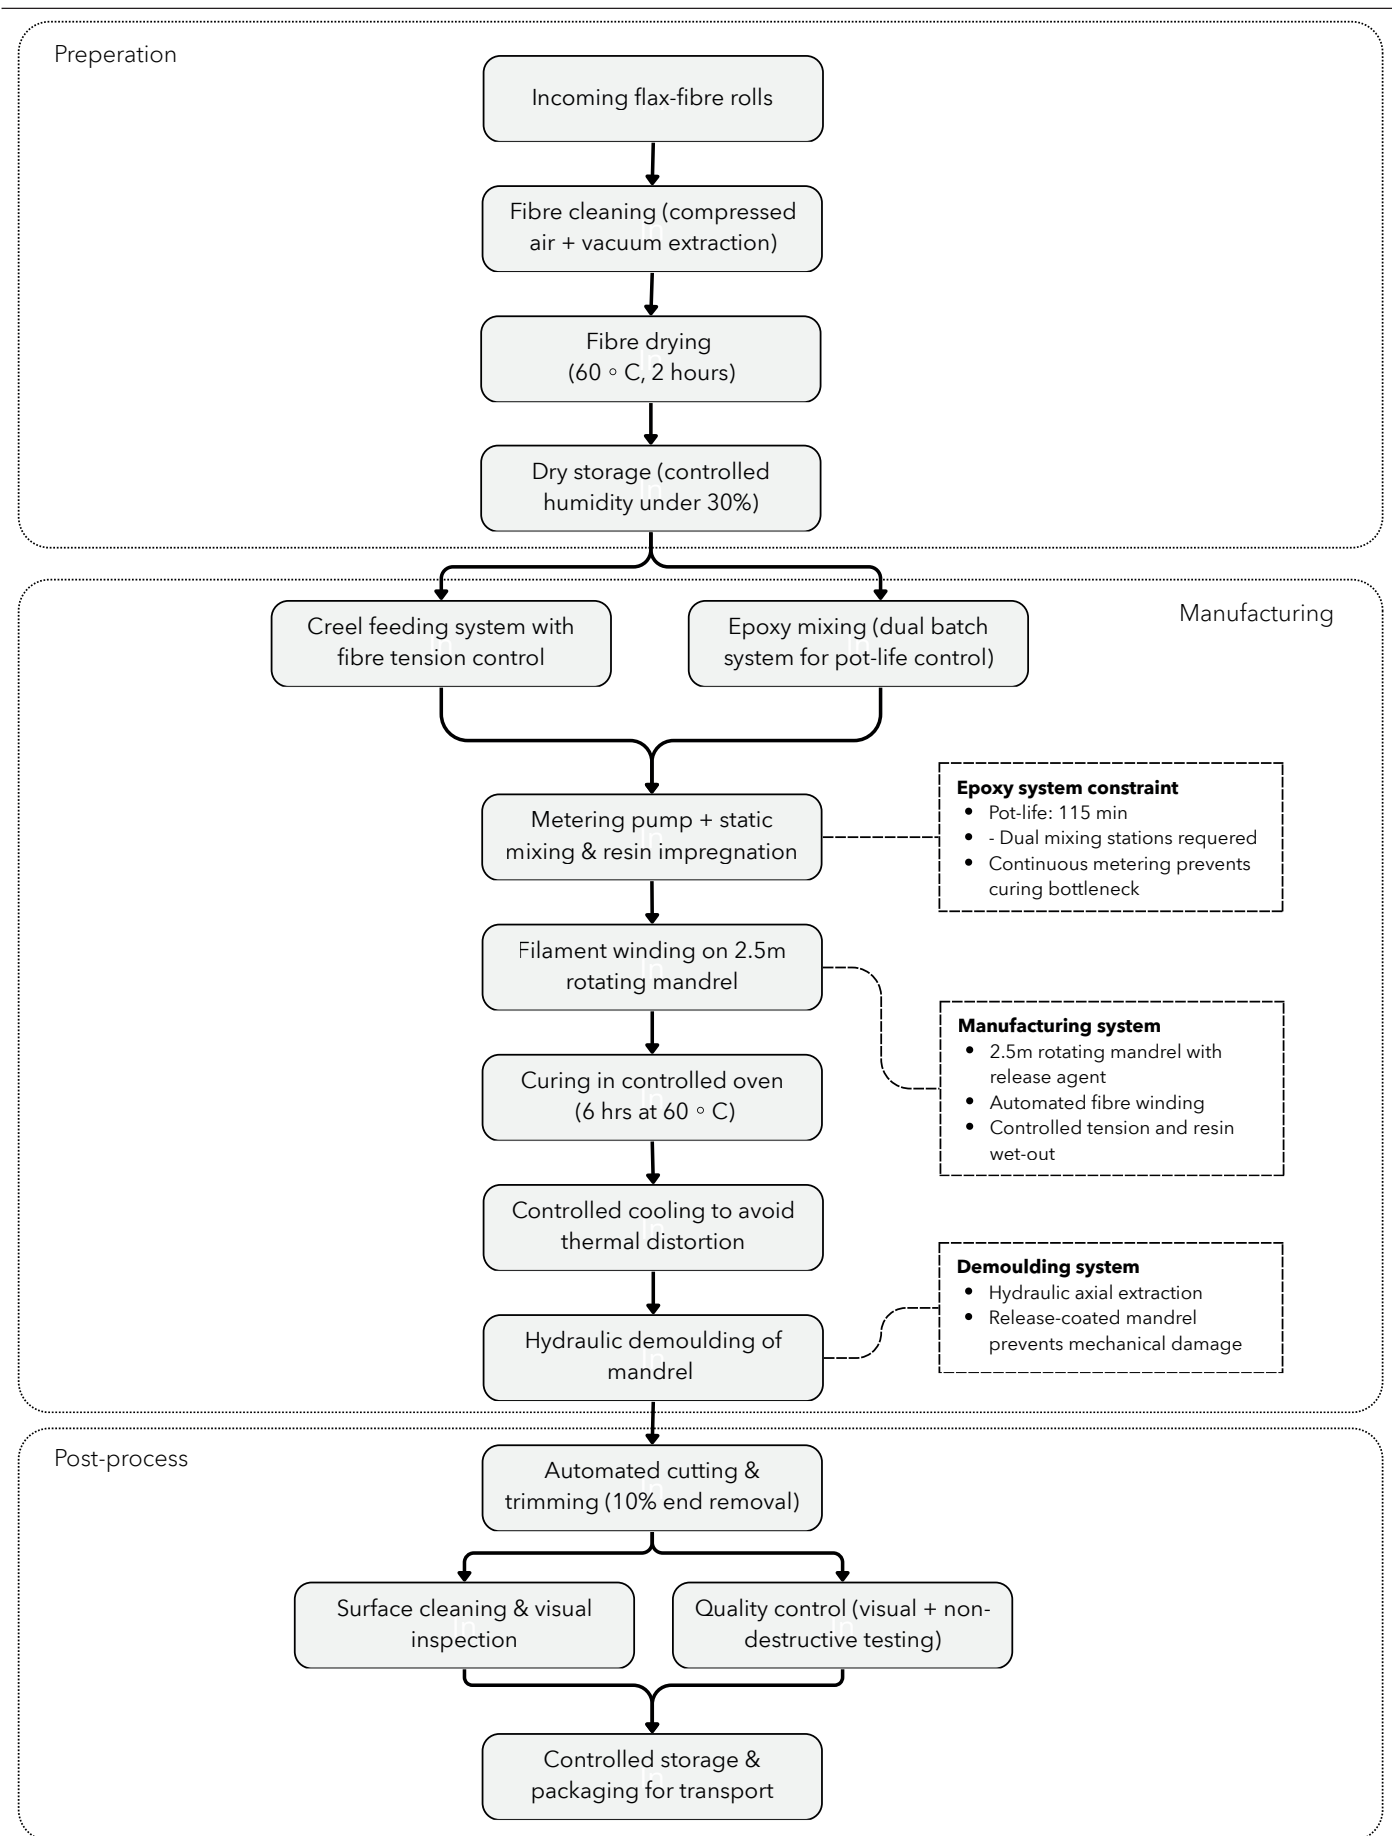 Preperation
Incoming flax-fibre rolls
Fibre cleaning (compressed
air + vacuum extraction)
Fibre drying
(60 ° C, 2 hours)
Dry storage (controlled
humidity under 30%)
Manufacturing
Creel feeding system with
fibre tension control
Epoxy mixing (dual batch
system for pot-life control)
Metering pump + static
mixing & resin impregnation
Epoxy system constraint
• Pot-life: 115 min
• - Dual mixing stations requered
• Continuous metering prevents
curing bottleneck
Filament winding on 2.5m
rotating mandrel
Manufacturing system
• 2.5m rotating mandrel with
release agent
• Automated fibre winding
• Controlled tension and resin
wet-out
Curing in controlled oven
(6 hrs at 60 ° C)
Controlled cooling to avoid
thermal distortion
Demoulding system
• Hydraulic axial extraction
• Release-coated mandrel
prevents mechanical damage
Hydraulic demoulding of
mandrel
Post-process
Automated cutting &
trimming (10% end removal)
Surface cleaning & visual
inspection
Quality control (visual + non-
destructive testing)
Controlled storage &
packaging for transport